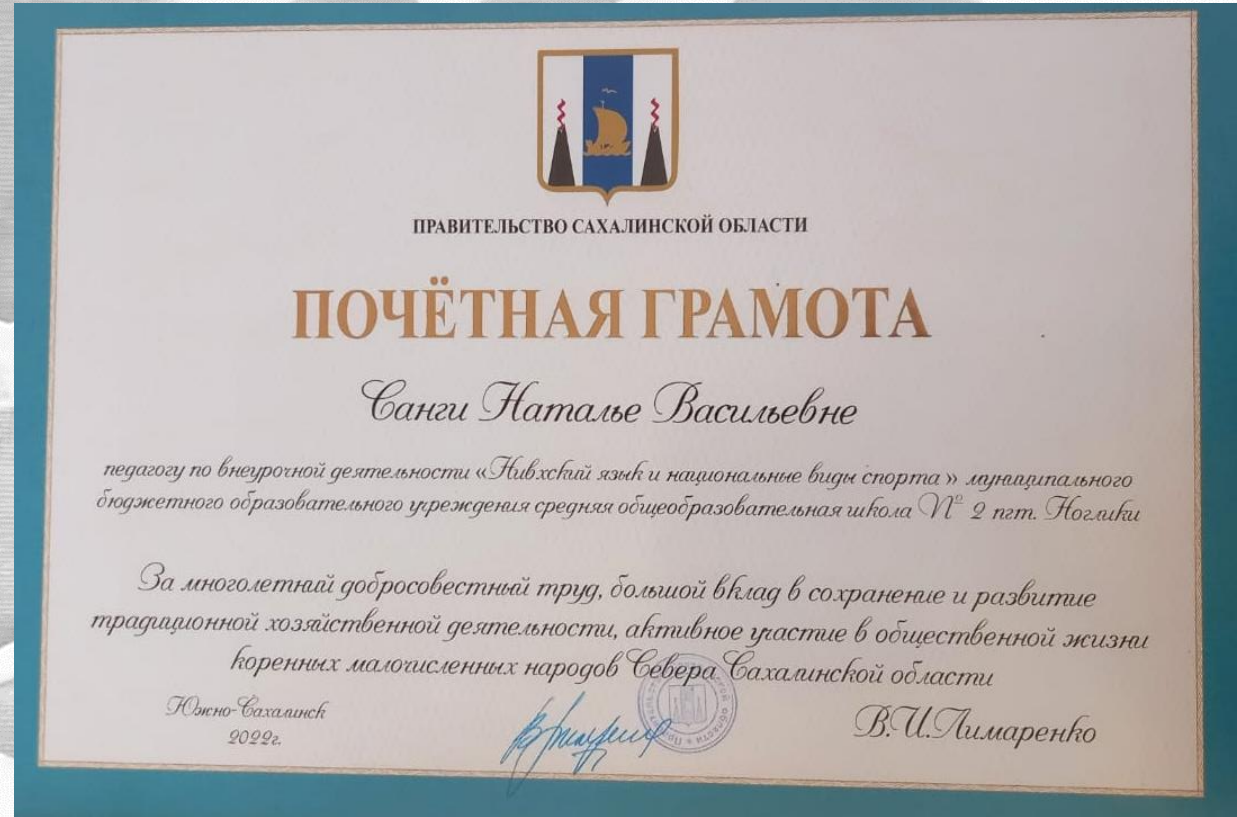 ПРАВИТЕЛЬСТВО САХАЛИНСКОЙ ОБЛАСТИ
ПОЧЁТНАЯ ГРАМОТА
Санги Наталье Васильевне
педагогу по внеурочной деятельности «Нивхский язык и национальные виды спорта» муниципального
бюджетного образовательного учреждения средняя общеобразовательная школа № 2 пгт. Ноглики
За многолетний добросовестный труд, большой вклад в сохранение и развитие
традиционной хозяйственной деятельности, активное участие в общественной жизни
коренных малочисленных народов Севера Сахалинской области
Южно-Сахалинск
2022г.
В.И.Лимаренко